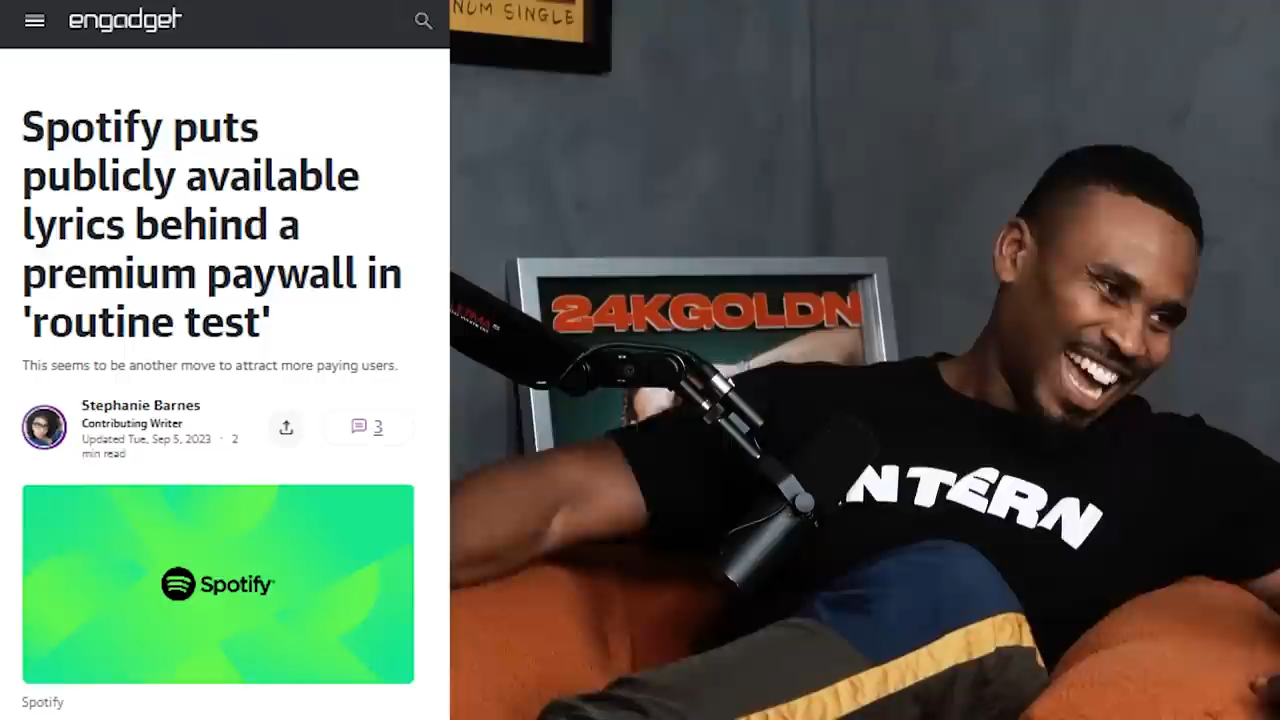 engadget
Spotify puts
publicly available
lyrics behind a
premium paywall in
'routine test'
This seems to be another move to attract more paying users.
Stephanie Barnes
Contributing Writer
Updated Tue, Sep 5, 2023 · 2
min read
3
Spotify
Spotify
SINGLE
24KGOLDN
NTERN